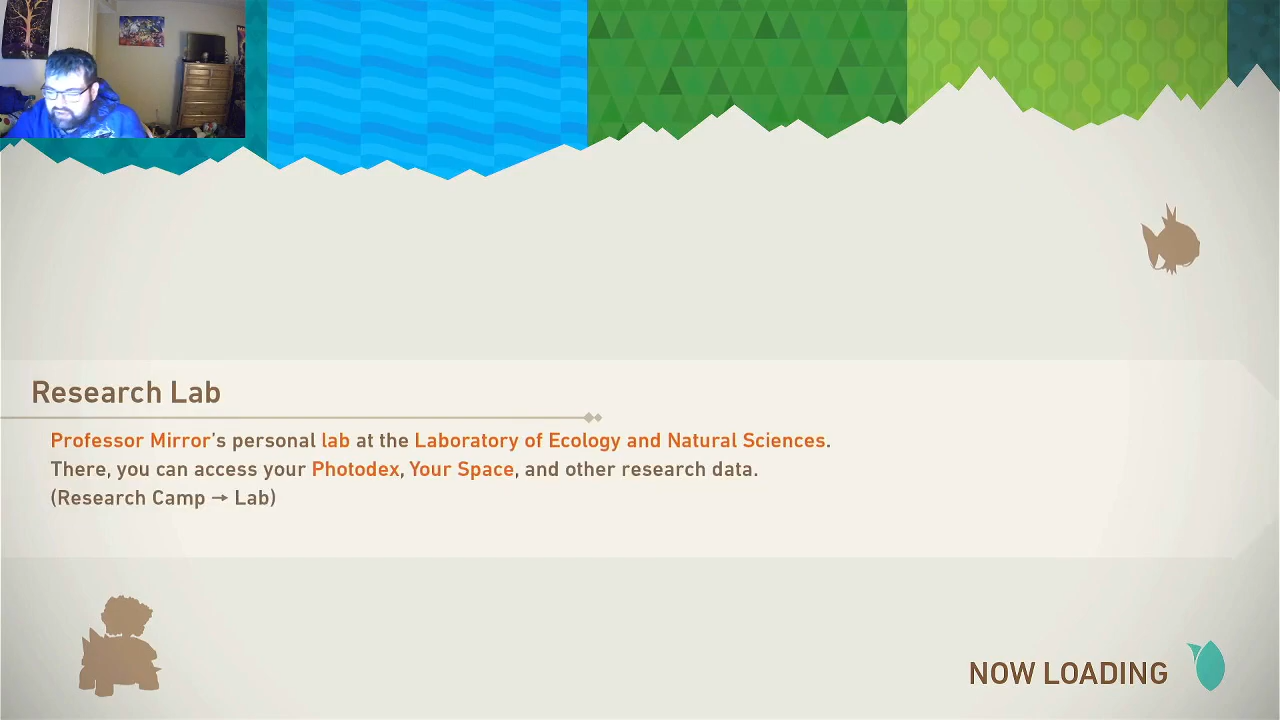 Research Lab
Professor Mirror's personal lab at the Laboratory of Ecology and Natural Sciences.
There, you can access your Photodex, Your Space, and other research data.
(Research Camp → Lab)
NOW LOADING